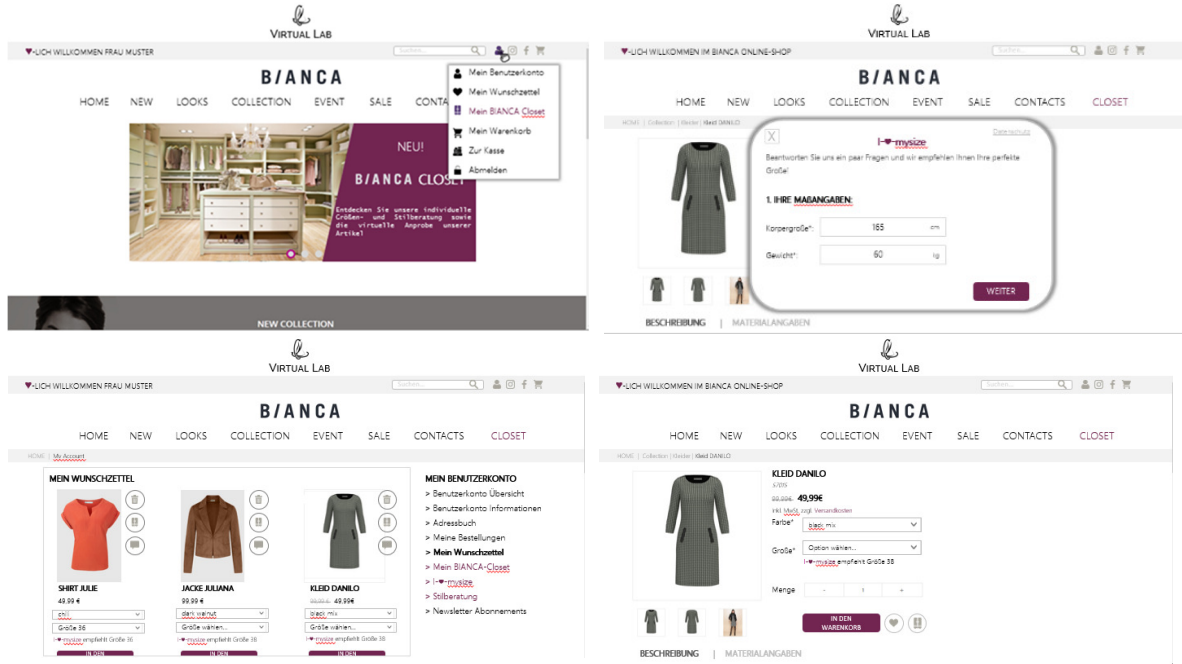 VIRTUAL LAB
♥-LICH WILLKOMMEN FRAU MUSTER
Suchen...
B/ANCA
HOME NEW LOOKS COLLECTION EVENT SALE CONTA
Mein Benutzerkonto
Mein Wunschzettel
Mein BIANCA Closet
Mein Warenkorb
Zur Kasse
Abmelden
NEU!
B/ANCA CLOSET
Entdecken Sie unsere individuelle
Größen- und Stilberatung sowie
die virtuelle Anprobe unserer
Artikel
NEW COLLECTION
VIRTUAL LAB
♥-LICH WILLKOMMEN IM BIANCA ONLINE-SHOP
Suchen...
B/ANCA
HOME NEW LOOKS COLLECTION EVENT SALE CONTACTS CLOSET
HOME | Collection | Kleider | Kleid DANILO
X
Datenschutz
I-♥-mysize
Beantworten Sie uns ein paar Fragen und wir empfehlen Ihnen Ihre perfekte
Größe!
1. IHRE MAßANGABEN:
Körpergröße*: 165 cm
Gewicht*: 60 kg
WEITER
BESCHREIBUNG | MATERIALANGABEN
VIRTUAL LAB
♥-LICH WILLKOMMEN FRAU MUSTER
Suchen...
B/ANCA
HOME NEW LOOKS COLLECTION EVENT SALE CONTACTS CLOSET
HOME | My Account
MEIN WUNSCHZETTEL
SHIRT JULIE
49,99 €
chili
Größe 36
I-♥-mysize empfiehlt Größe 36
IN DEN
JACKE JULIANA
99,99 €
dark walnut
Größe wählen...
I-♥-mysize empfiehlt Größe 38
IN DEN
KLEID DANILO
99,99€ 49,99€
black mix
Größe wählen...
I-♥-mysize empfiehlt Größe 38
IN DEN
MEIN BENUTZERKONTO
> Benutzerkonto Übersicht
> Benutzerkonto Informationen
> Adressbuch
> Meine Bestellungen
> Mein Wunschzettel
> Mein BIANCA-Closet
> I-♥-mysize
> Stilberatung
> Newsletter Abonnements
VIRTUAL LAB
♥-LICH WILLKOMMEN IM BIANCA ONLINE-SHOP
Suchen...
B/ANCA
HOME NEW LOOKS COLLECTION EVENT SALE CONTACTS CLOSET
HOME | Collection | Kleider | Kleid DANILO
KLEID DANILO
57015
99,99€ 49,99€
inkl. MwSt. zzgl. Versandkosten
Farbe* black mix
Größe* Option wählen...
I-♥-mysize empfiehlt Größe 38
Menge - 1 +
IN DEN
WARENKORB
BESCHREIBUNG | MATERIALANGABEN